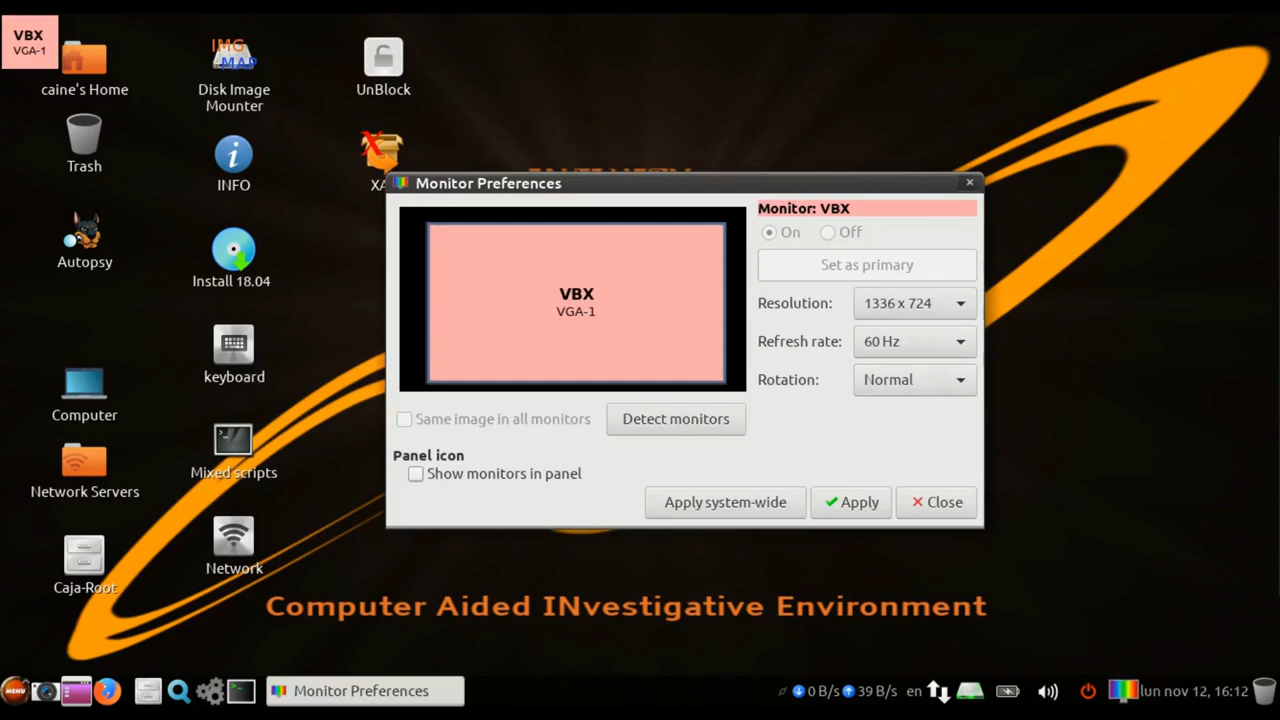 VBX
VGA-1
caine's Home
IMG
MAP
Disk Image
Mounter
UnBlock
Trash
i
INFO
X
XA
Autopsy
Install 18.04
keyboard
Computer
Mixed scripts
Network Servers
Network
Caja-Root
Monitor Preferences
VBX
VGA-1
Monitor: VBX
On Off
Set as primary
Resolution: 1336 x 724
Refresh rate: 60 Hz
Rotation: Normal
Same image in all monitors Detect monitors
Panel icon
Show monitors in panel
Apply system-wide Apply Close
Computer Aided INvestigative Environment
MENU Monitor Preferences 0 B/s 39 B/s en lun nov 12, 16:12